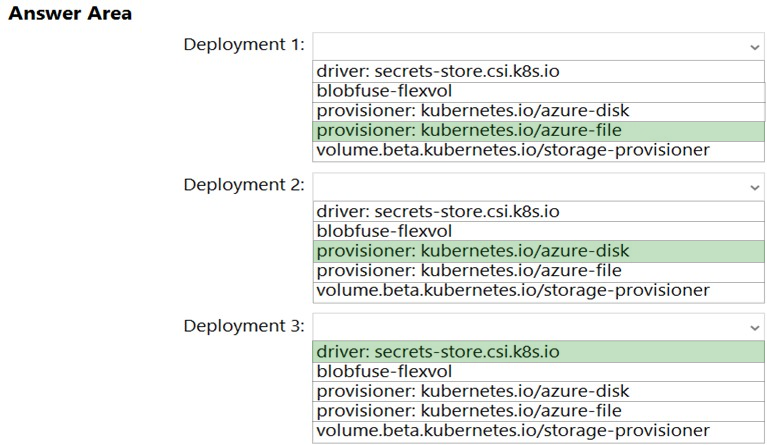 Answer Area
Deployment 1:
driver: secrets-store.csi.k8s.io
blobfuse-flexvol
provisioner: kubernetes.io/azure-disk
provisioner: kubernetes.io/azure-file
volume.beta.kubernetes.io/storage-provisioner
Deployment 2:
driver: secrets-store.csi.k8s.io
blobfuse-flexvol
provisioner: kubernetes.io/azure-disk
provisioner: kubernetes.io/azure-file
volume.beta.kubernetes.io/storage-provisioner
Deployment 3:
driver: secrets-store.csi.k8s.io
blobfuse-flexvol
provisioner: kubernetes.io/azure-disk
provisioner: kubernetes.io/azure-file
volume.beta.kubernetes.io/storage-provisioner